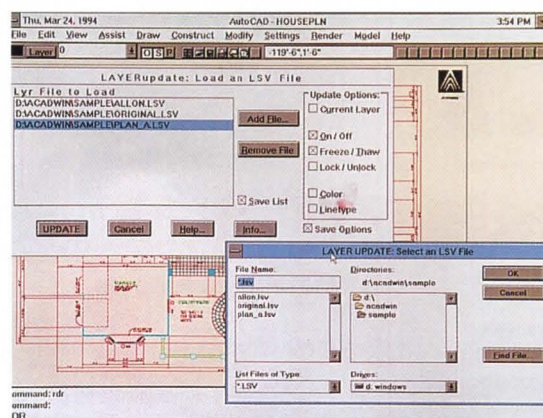 Thu, Mar 24, 1994 AutoCAD - HOUSEPLN 3:54 PM
File Edit View Assist Draw Construct Modify Settings Render Model Help
Layer 0 O S P -119'-6",1'-6"
LAYERupdate: Load an LSV File
Lyr File to Load
D:\ACADWIN\SAMPLE\ALLON.LSV
D:\ACADWIN\SAMPLE\ORIGINAL.LSV
D:\ACADWIN\SAMPLE\PLAN_A.LSV
Add File...
Remove File
Save List
Update Options:
Current Layer
On / Off
Freeze / Thaw
Lock / Unlock
Color
Linetype
Save Options
UPDATE Cancel Help... Info...
LAYER UPDATE: Select an LSV File
File Name:
*.lsv
allon.lsv
original.lsv
plan_a.lsv
Directories:
d:\acadwin\sample
d:\
acadwin
sample
OK
Cancel
Find File...
List Files of Type:
*.LSV
Drives:
d: windows
ommand: rdr
ommand:
DR